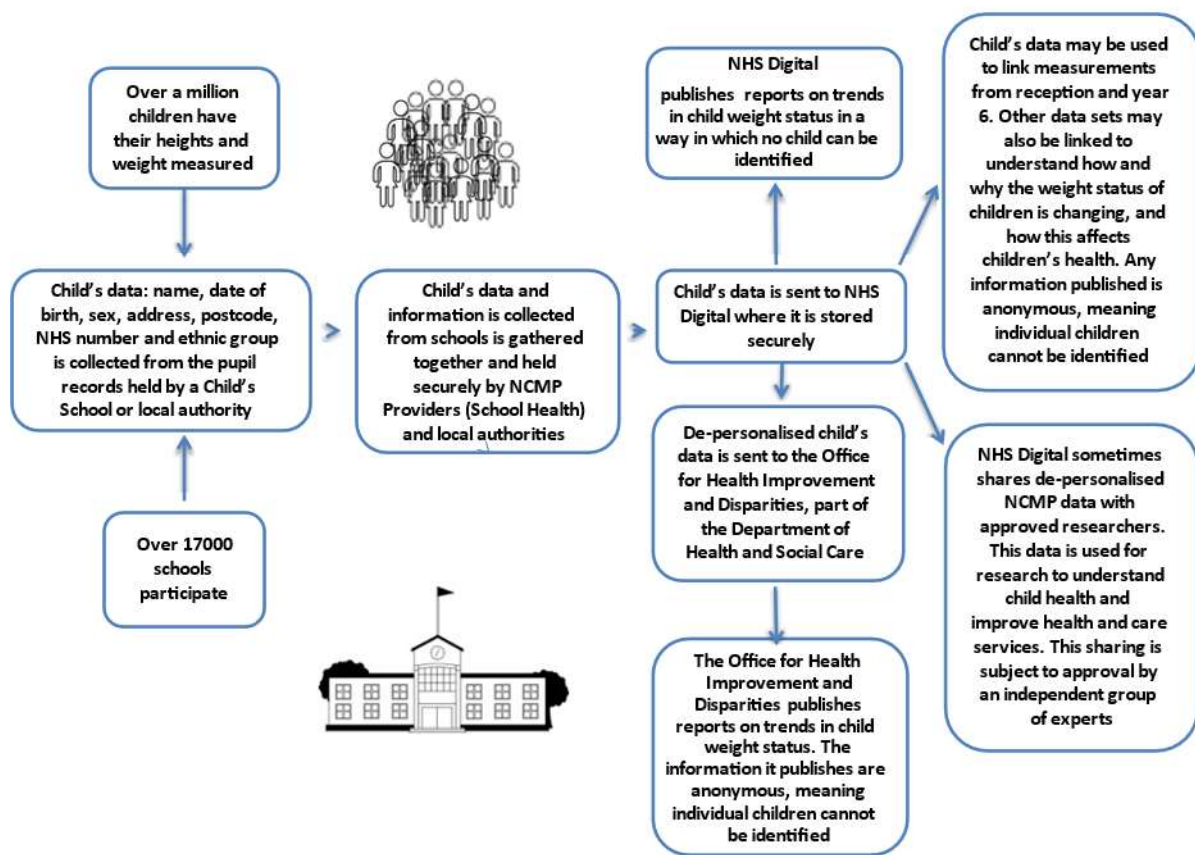 Over a million
children have
their heights and
weight measured
Child’s data: name, date of
birth, sex, address, postcode,
NHS number and ethnic group
is collected from the pupil
records held by a Child’s
School or local authority
Over 17000
schools
participate
Child’s data and
information is collected
from schools is gathered
together and held
securely by NCMP
Providers (School Health)
and local authorities
NHS Digital
publishes reports on trends
in child weight status in a
way in which no child can be
identified
Child’s data is sent to NHS
Digital where it is stored
securely
De-personalised child’s
data is sent to the Office
for Health Improvement
and Disparities, part of
the Department of
Health and Social Care
The Office for Health
Improvement and
Disparities publishes
reports on trends in child
weight status. The
information it publishes are
anonymous, meaning
individual children cannot
be identified
Child’s data may be used
to link measurements
from reception and year
6. Other data sets may
also be linked to
understand how and
why the weight status of
children is changing, and
how this affects
children’s health. Any
information published is
anonymous, meaning
individual children
cannot be identified
NHS Digital sometimes
shares de-personalised
NCMP data with
approved researchers.
This data is used for
research to understand
child health and
improve health and care
services. This sharing is
subject to approval by
an independent group
of experts